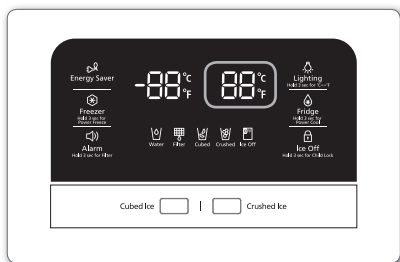 Energy Saver
-88 °C °F
88 °C °F
Lighting
Hold 3 sec for °C↔°F
Freezer
Hold 3 sec for
Power Freeze
Fridge
Hold 3 sec for
Power Cool
Alarm
Hold 3 sec for Filter
Water Filter Cubed Crushed Ice Off
Ice Off
Hold 3 sec for Child Lock
Cubed Ice | Crushed Ice